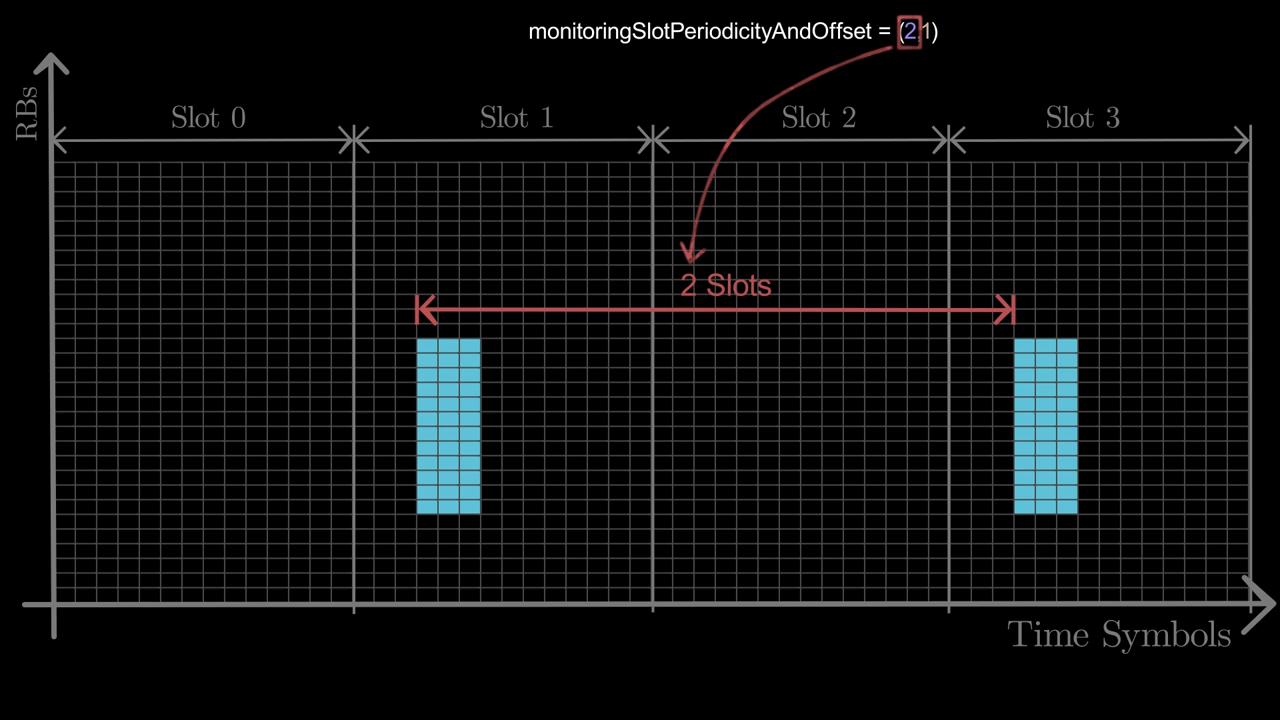 monitoringSlotPeriodicityAndOffset = (2,1)
RBs
Slot 0
Slot 1
Slot 2
Slot 3
2 Slots
Time Symbols